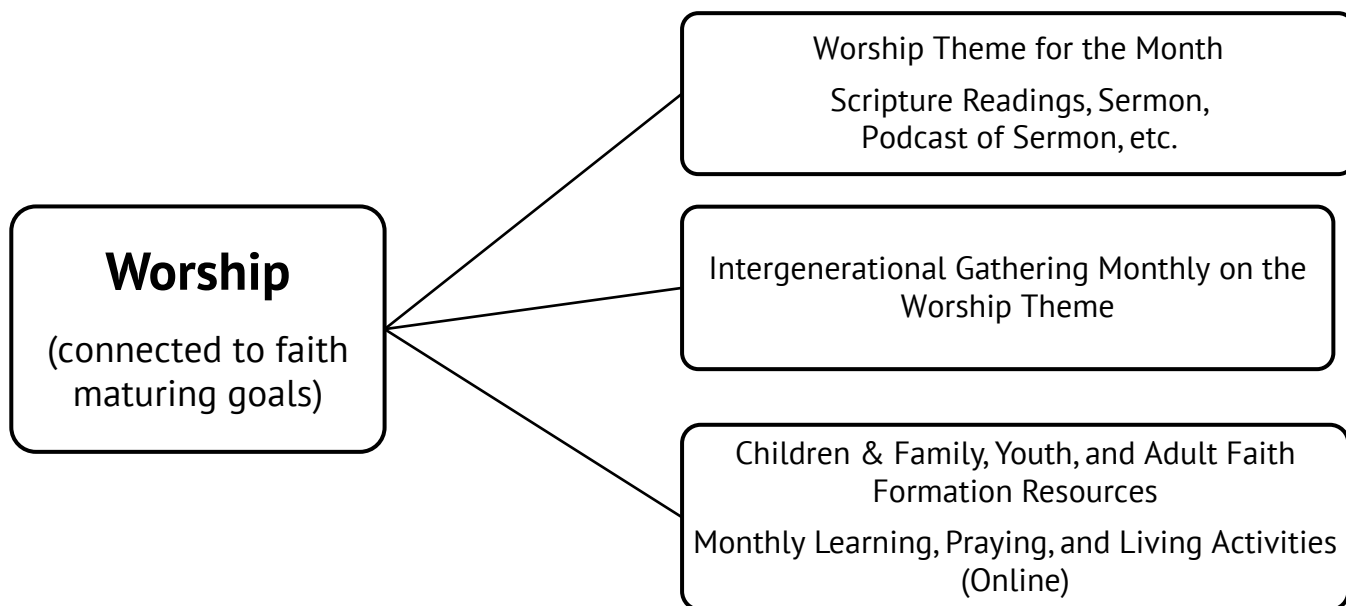 Worship
(connected to faith
maturing goals)
Worship Theme for the Month
Scripture Readings, Sermon,
Podcast of Sermon, etc.
Intergenerational Gathering Monthly on the
Worship Theme
Children & Family, Youth, and Adult Faith
Formation Resources
Monthly Learning, Praying, and Living Activities
(Online)